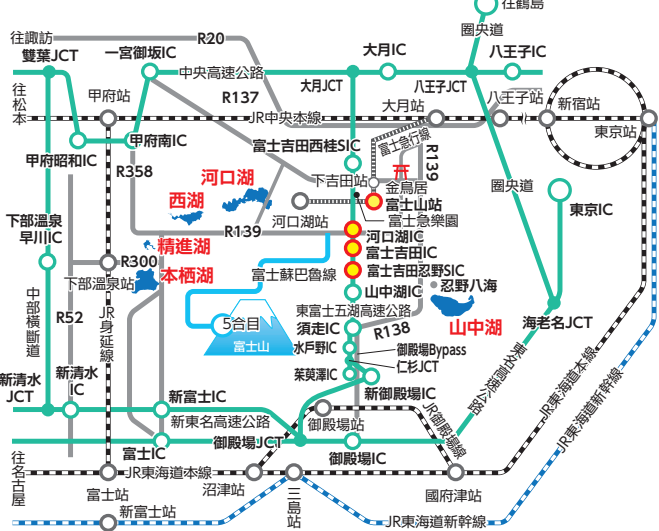 往鶴島
圏央道
往諏訪
R20
雙葉JCT
一宮御坂IC
大月IC
八王子IC
中央高速公路
大月JCT
八王子JCT
往松本
R137
八王子站
新宿站
甲府站
大月站
JR中央本線
東京站
甲府南IC
富士吉田西桂SIC
富士急行線
R139
甲府昭和IC
R358
下吉田站
金鳥居
圏央道
河口湖
富士山站
東京IC
西湖
河口湖站
富士急樂園
下部溫泉
早川IC
R139
河口湖IC
精進湖
富士吉田IC
R300
下部溫泉站
本栖湖
富士蘇巴魯線
富士吉田忍野SIC
忍野八海
山中湖IC
中部橫斷道
R52
JR身延線
5合目
富士山
東富士五湖高速公路
山中湖
須走IC
R138
海老名JCT
水戶野IC
御殿場Bypass
仁杉JCT
東名高速公路
新清水
JCT
新清水
IC
茱萸澤IC
新御殿場IC
JR東海道本線
新富士IC
JR東海道新幹線
新東名高速公路
御殿場站
JR御殿場線
富士IC
御殿場JCT
御殿場IC
往名古屋
JR東海道本線
富士站
沼津站
三島站
國府津站
新富士站
JR東海道新幹線